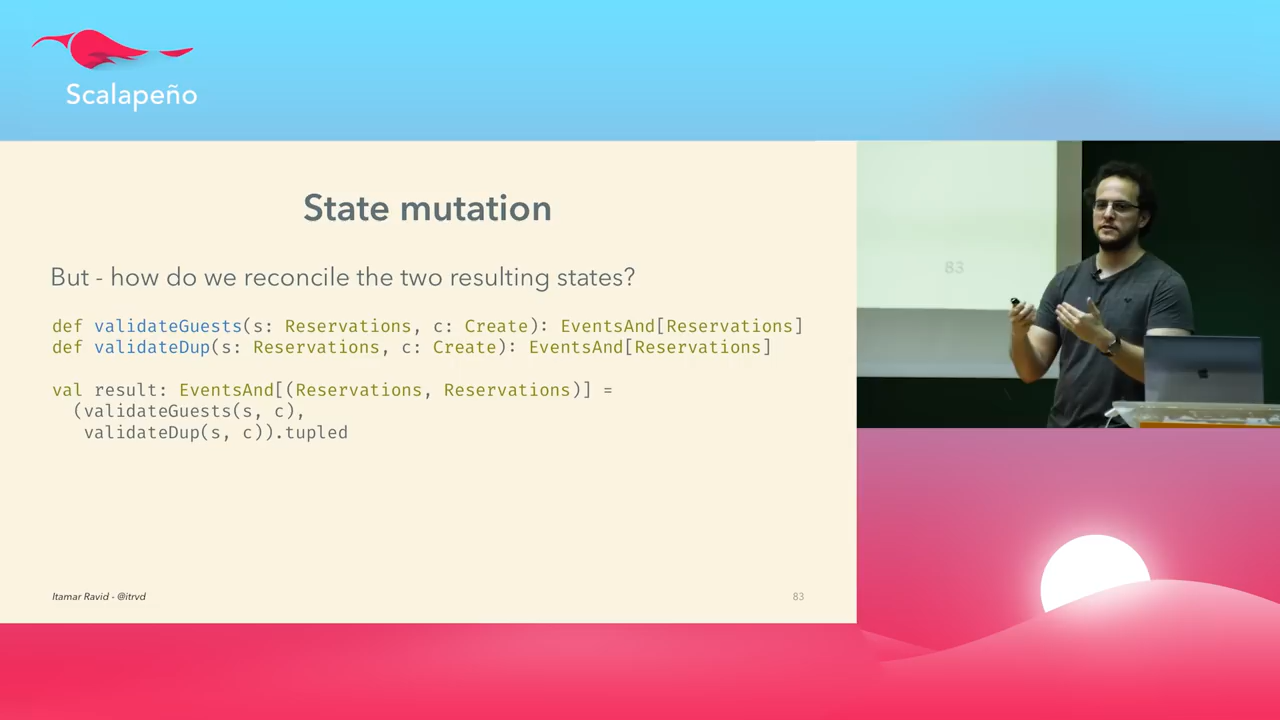 Scalapeño
State mutation
But - how do we reconcile the two resulting states?
def validateGuests(s: Reservations, c: Create): EventsAnd[Reservations]
def validateDup(s: Reservations, c: Create): EventsAnd[Reservations]
val result: EventsAnd[(Reservations, Reservations)] =
(validateGuests(s, c),
validateDup(s, c)).tupled
Itamar Ravid - @itrvd
83
83